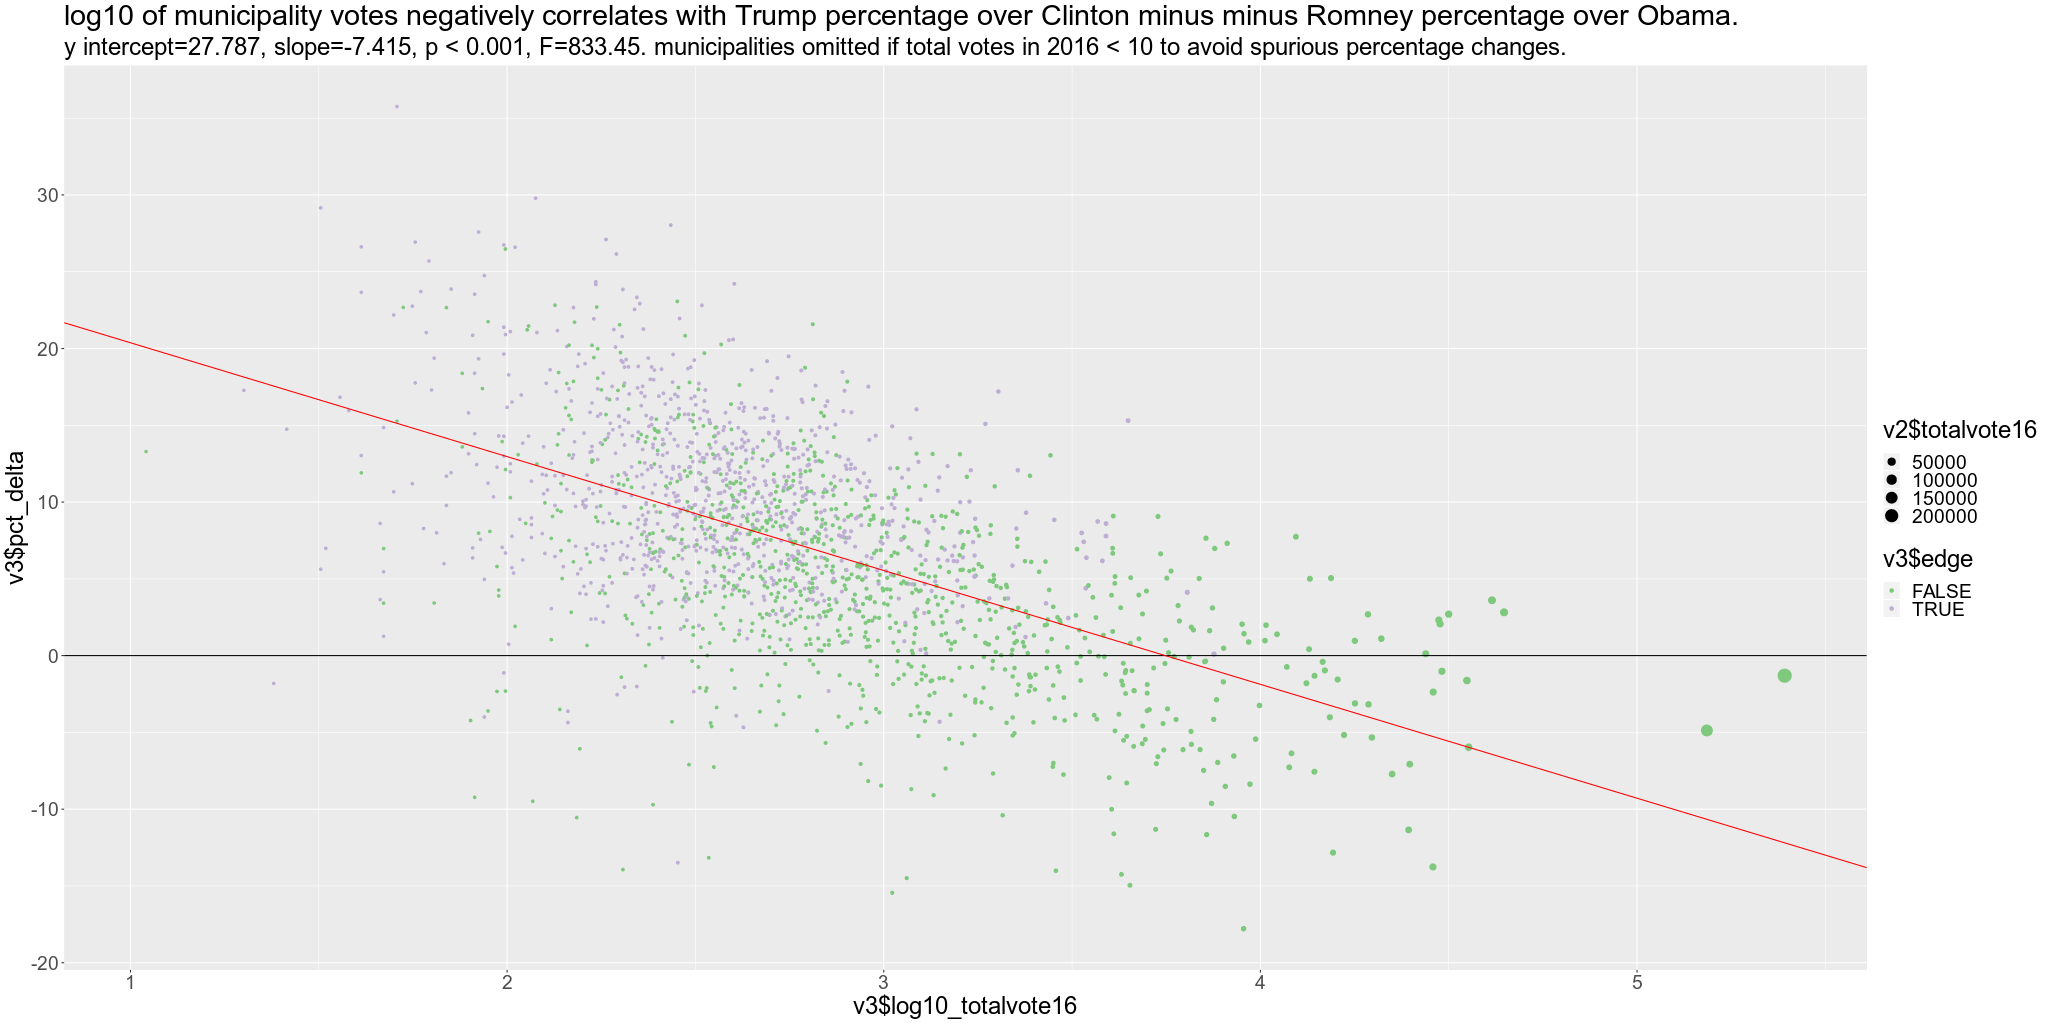 log10 of municipality votes negatively correlates with Trump percentage over Clinton minus minus Romney percentage over Obama.
y intercept=27.787, slope=-7.415, p < 0.001, F=833.45. municipalities omitted if total votes in 2016 < 10 to avoid spurious percentage changes.
v3$pct_delta
30
20
10
0
-10
-20
1
2
3
4
5
v3$log10_totalvote16
v2$totalvote16
50000
100000
150000
200000
v3$edge
FALSE
TRUE